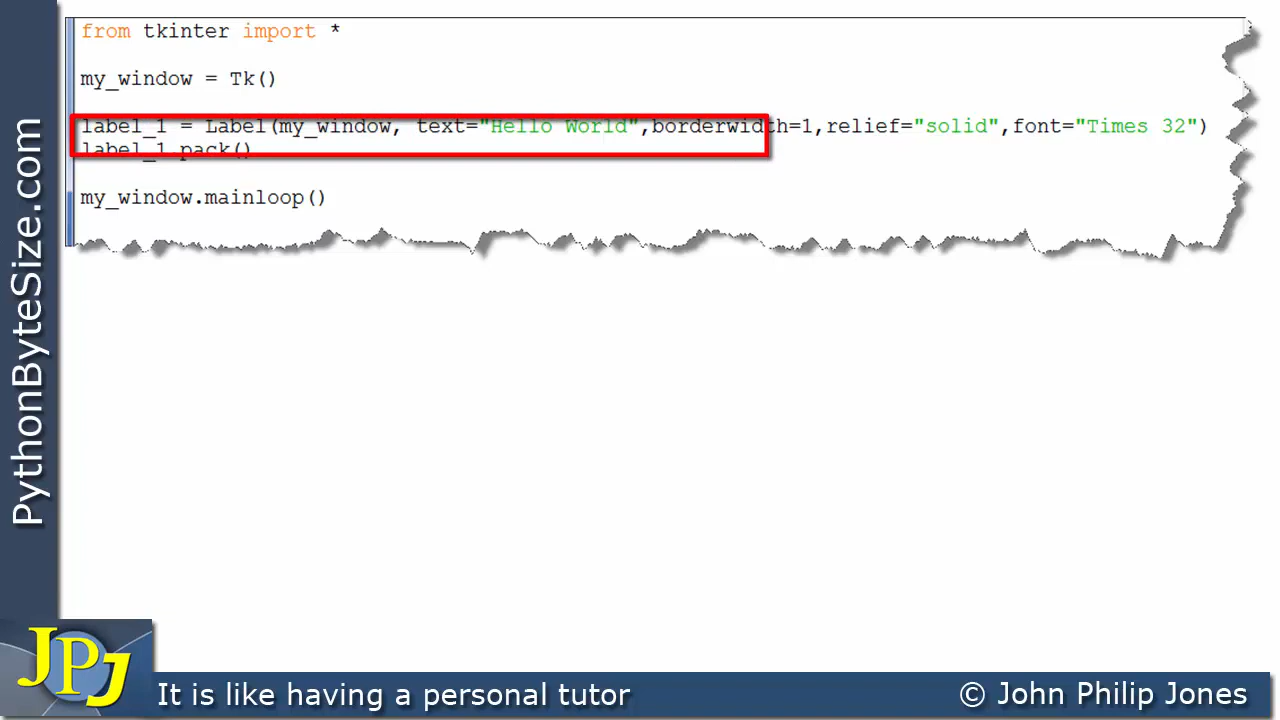 from tkinter import *
my_window = Tk()
label_1 = Label(my_window, text="Hello World",borderwidth=1,relief="solid",font="Times 32")
label_1.pack()
my_window.mainloop()
PythonByteSize.com
JPJ
It is like having a personal tutor
© John Philip Jones